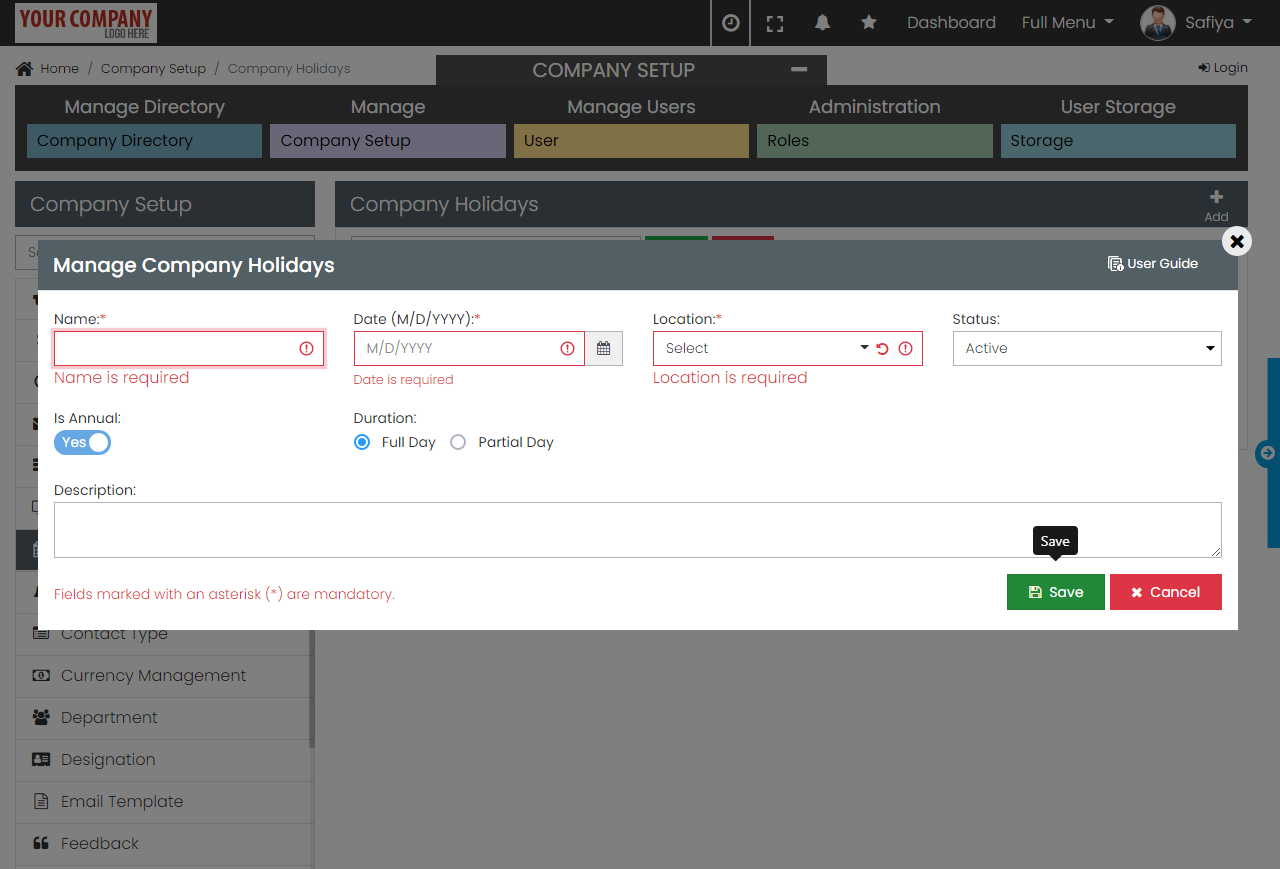 YOUR COMPANY
LOGO HERE
Dashboard
Full Menu
Safiya
Home / Company Setup / Company Holidays
COMPANY SETUP
Login
Manage Directory
Manage
Manage Users
Administration
User Storage
Company Directory
Company Setup
User
Roles
Storage
Company Setup
Company Holidays
Add
Manage Company Holidays
User Guide
Name:*
Date (M/D/YYYY):*
Location:*
Status:
M/D/YYYY
Select
Active
Name is required
Date is required
Location is required
Is Annual:
Duration:
Yes
Full Day
Partial Day
Description:
Save
Fields marked with an asterisk (*) are mandatory.
Save
Cancel
Contact Type
Currency Management
Department
Designation
Email Template
Feedback